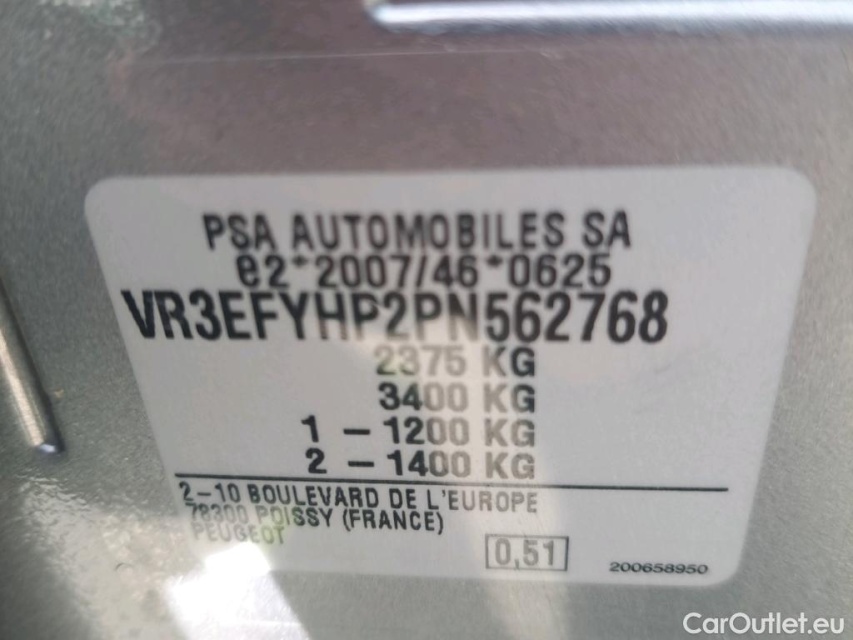 PSA AUTOMOBILES SA
e2*2007/46*0625
VR3EFYHP2PN562768
2375 KG
3400 KG
1 - 1200 KG
2 - 1400 KG
2-10 BOULEVARD DE L'EUROPE
78300 POISSY (FRANCE)
PEUGEOT
0,51
200658950
CarOutlet.eu